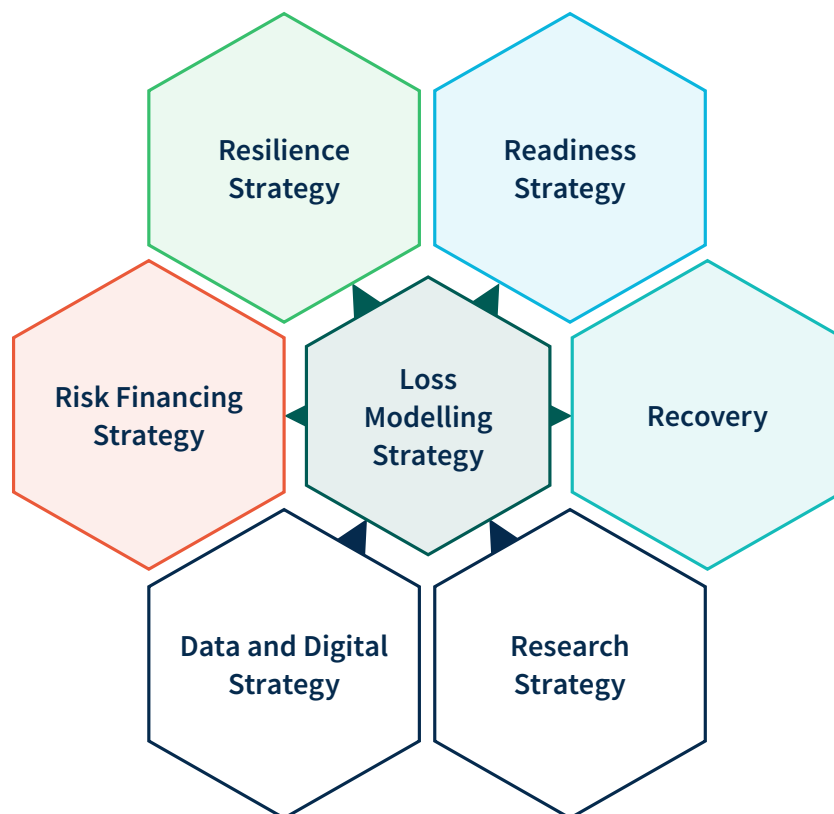 Resilience
Strategy
Readiness
Strategy
Risk Financing
Strategy
Loss
Modelling
Strategy
Recovery
Data and Digital
Strategy
Research
Strategy